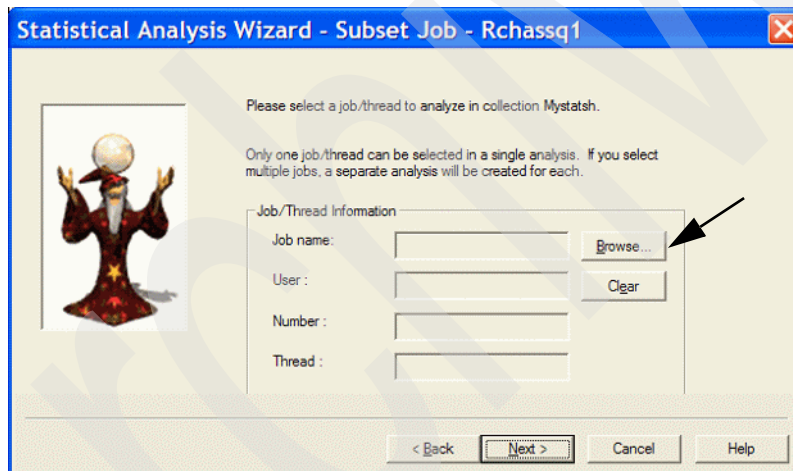 Statistical Analysis Wizard - Subset Job - Rchassq1
Please select a job/thread to analyze in collection Mystatsh.
Only one job/thread can be selected in a single analysis. If you select
multiple jobs, a separate analysis will be created for each.
Job/Thread Information
Job name:
Browse...
User :
Clear
Number :
Thread :
< Back
Next >
Cancel
Help